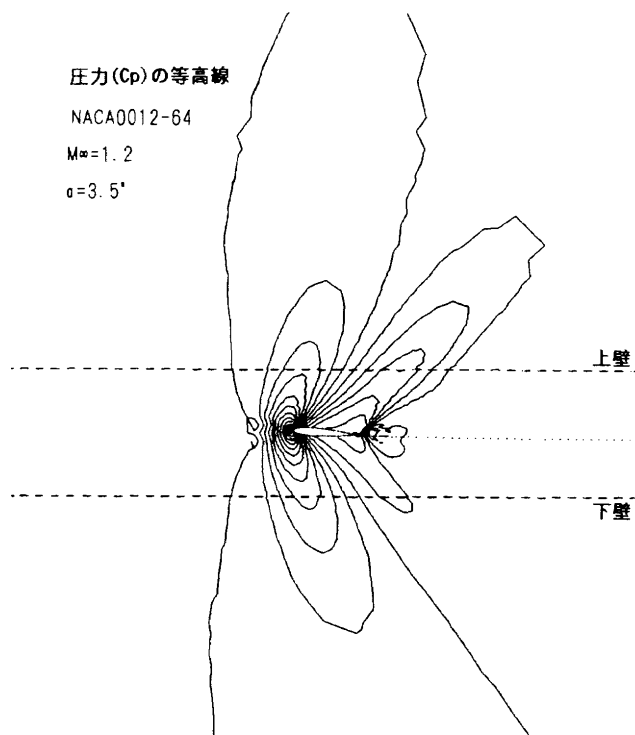 圧力(Cp)の等高線
NACA0012-64
M∞=1.2
α=3.5°
上壁
下壁